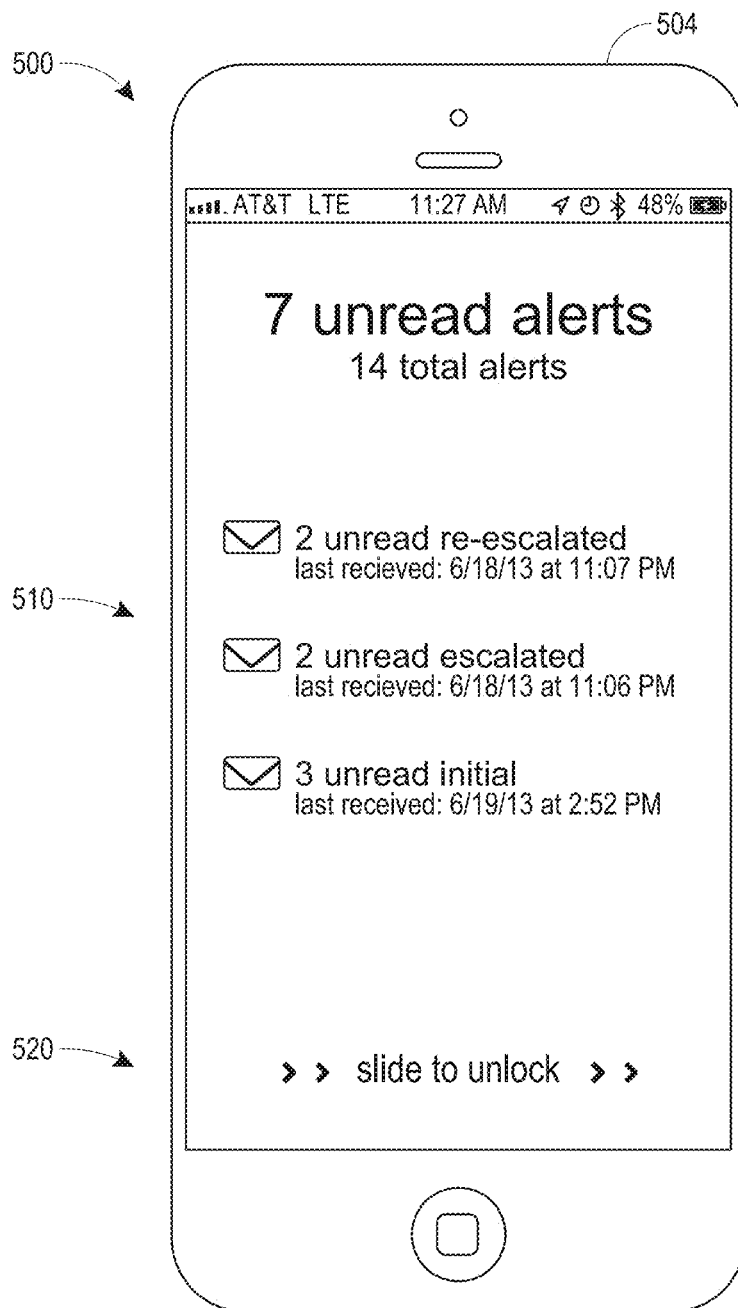 504
500
AT&T LTE 11:27 AM 48%
7 unread alerts
14 total alerts
2 unread re-escalated
last recieved: 6/18/13 at 11:07 PM
510
2 unread escalated
last recieved: 6/18/13 at 11:06 PM
3 unread initial
last received: 6/19/13 at 2:52 PM
520
> > slide to unlock > >